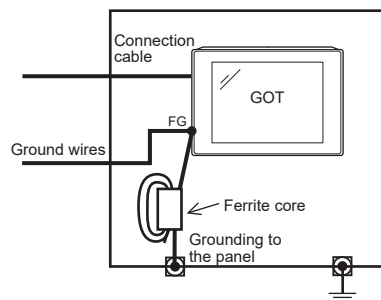 Connection
cable
GOT
FG
Ground wires
Ferrite core
Grounding to
the panel